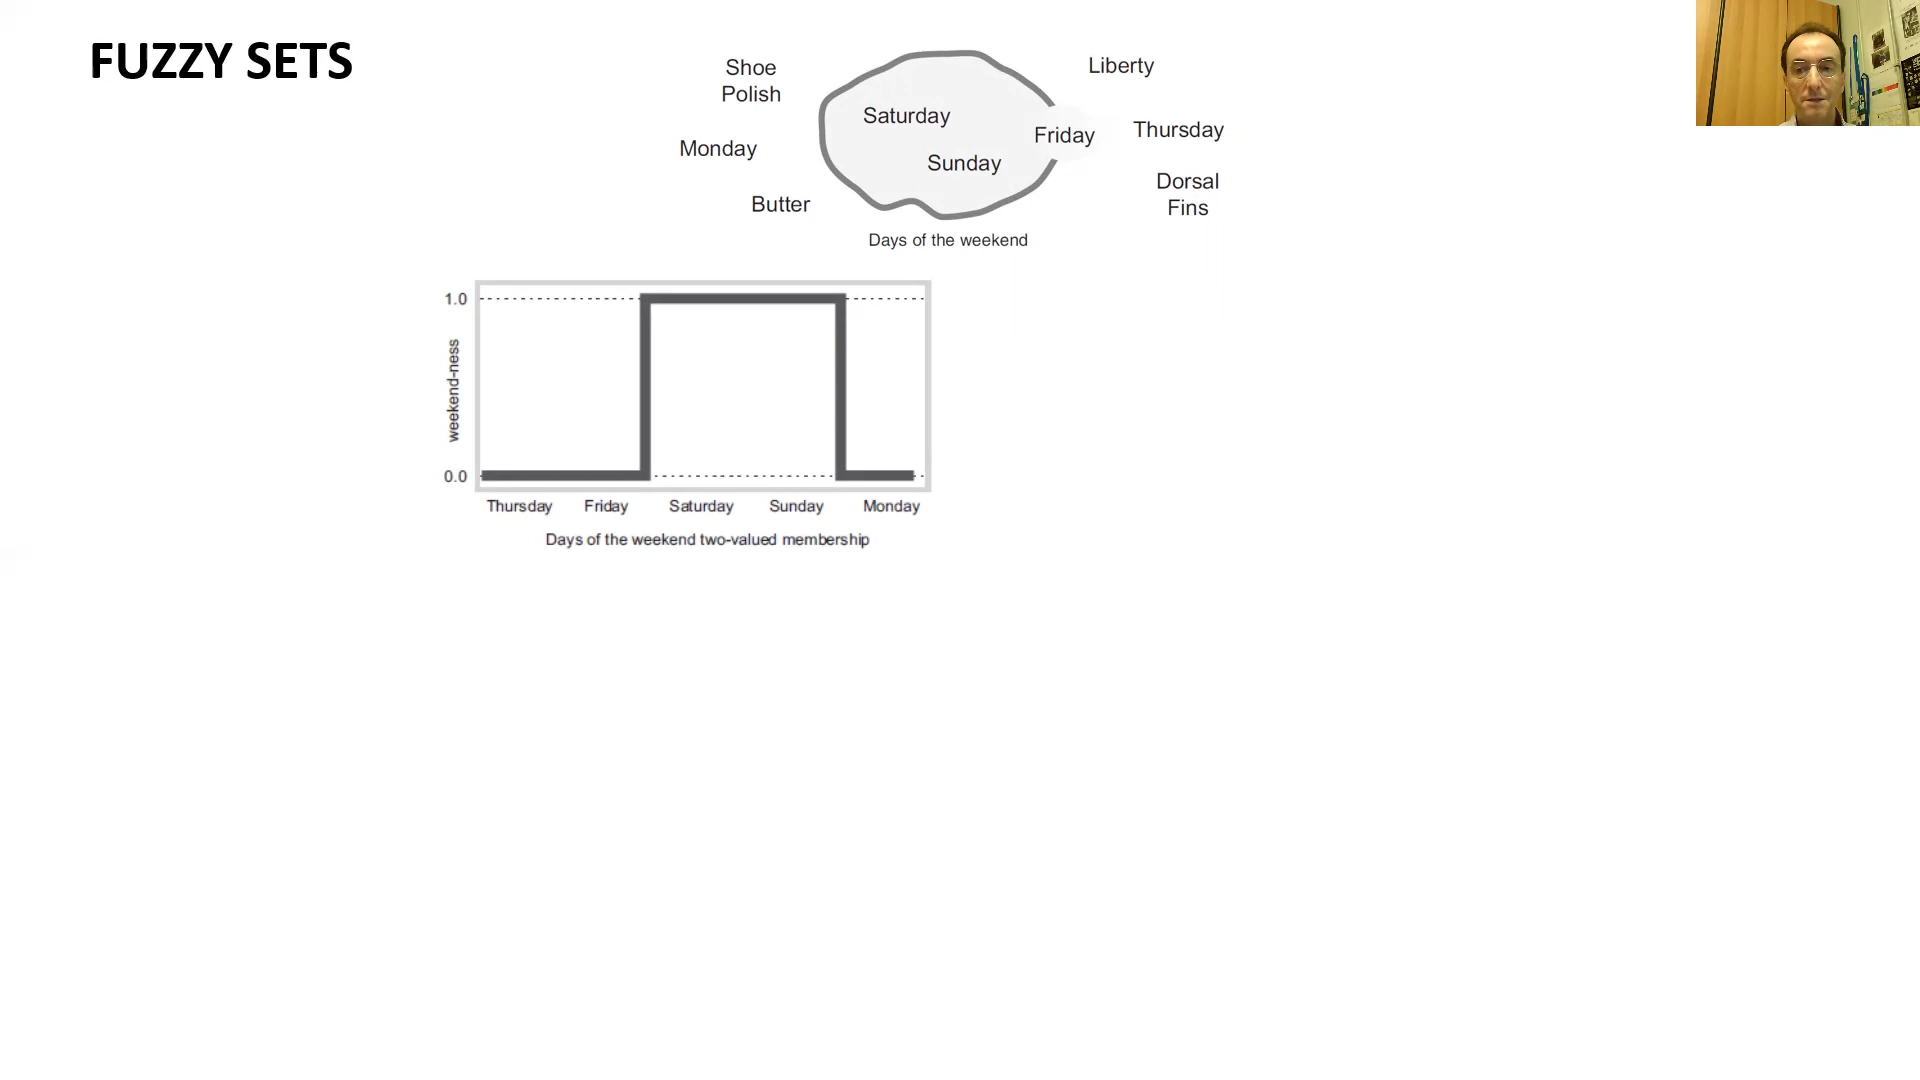 FUZZY SETS
Shoe
Polish
Liberty
Saturday
Friday
Thursday
Monday
Sunday
Dorsal
Fins
Butter
Days of the weekend
1.0
weekend-ness
0.0
Thursday Friday Saturday Sunday Monday
Days of the weekend two-valued membership